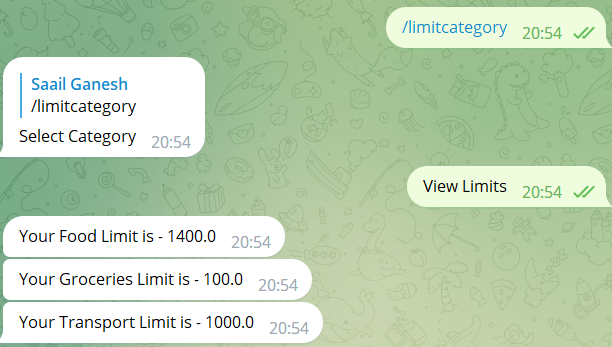 /limitcategory 20:54
Saail Ganesh
/limitcategory
Select Category 20:54
View Limits 20:54
Your Food Limit is - 1400.0 20:54
Your Groceries Limit is - 100.0 20:54
Your Transport Limit is - 1000.0 20:54